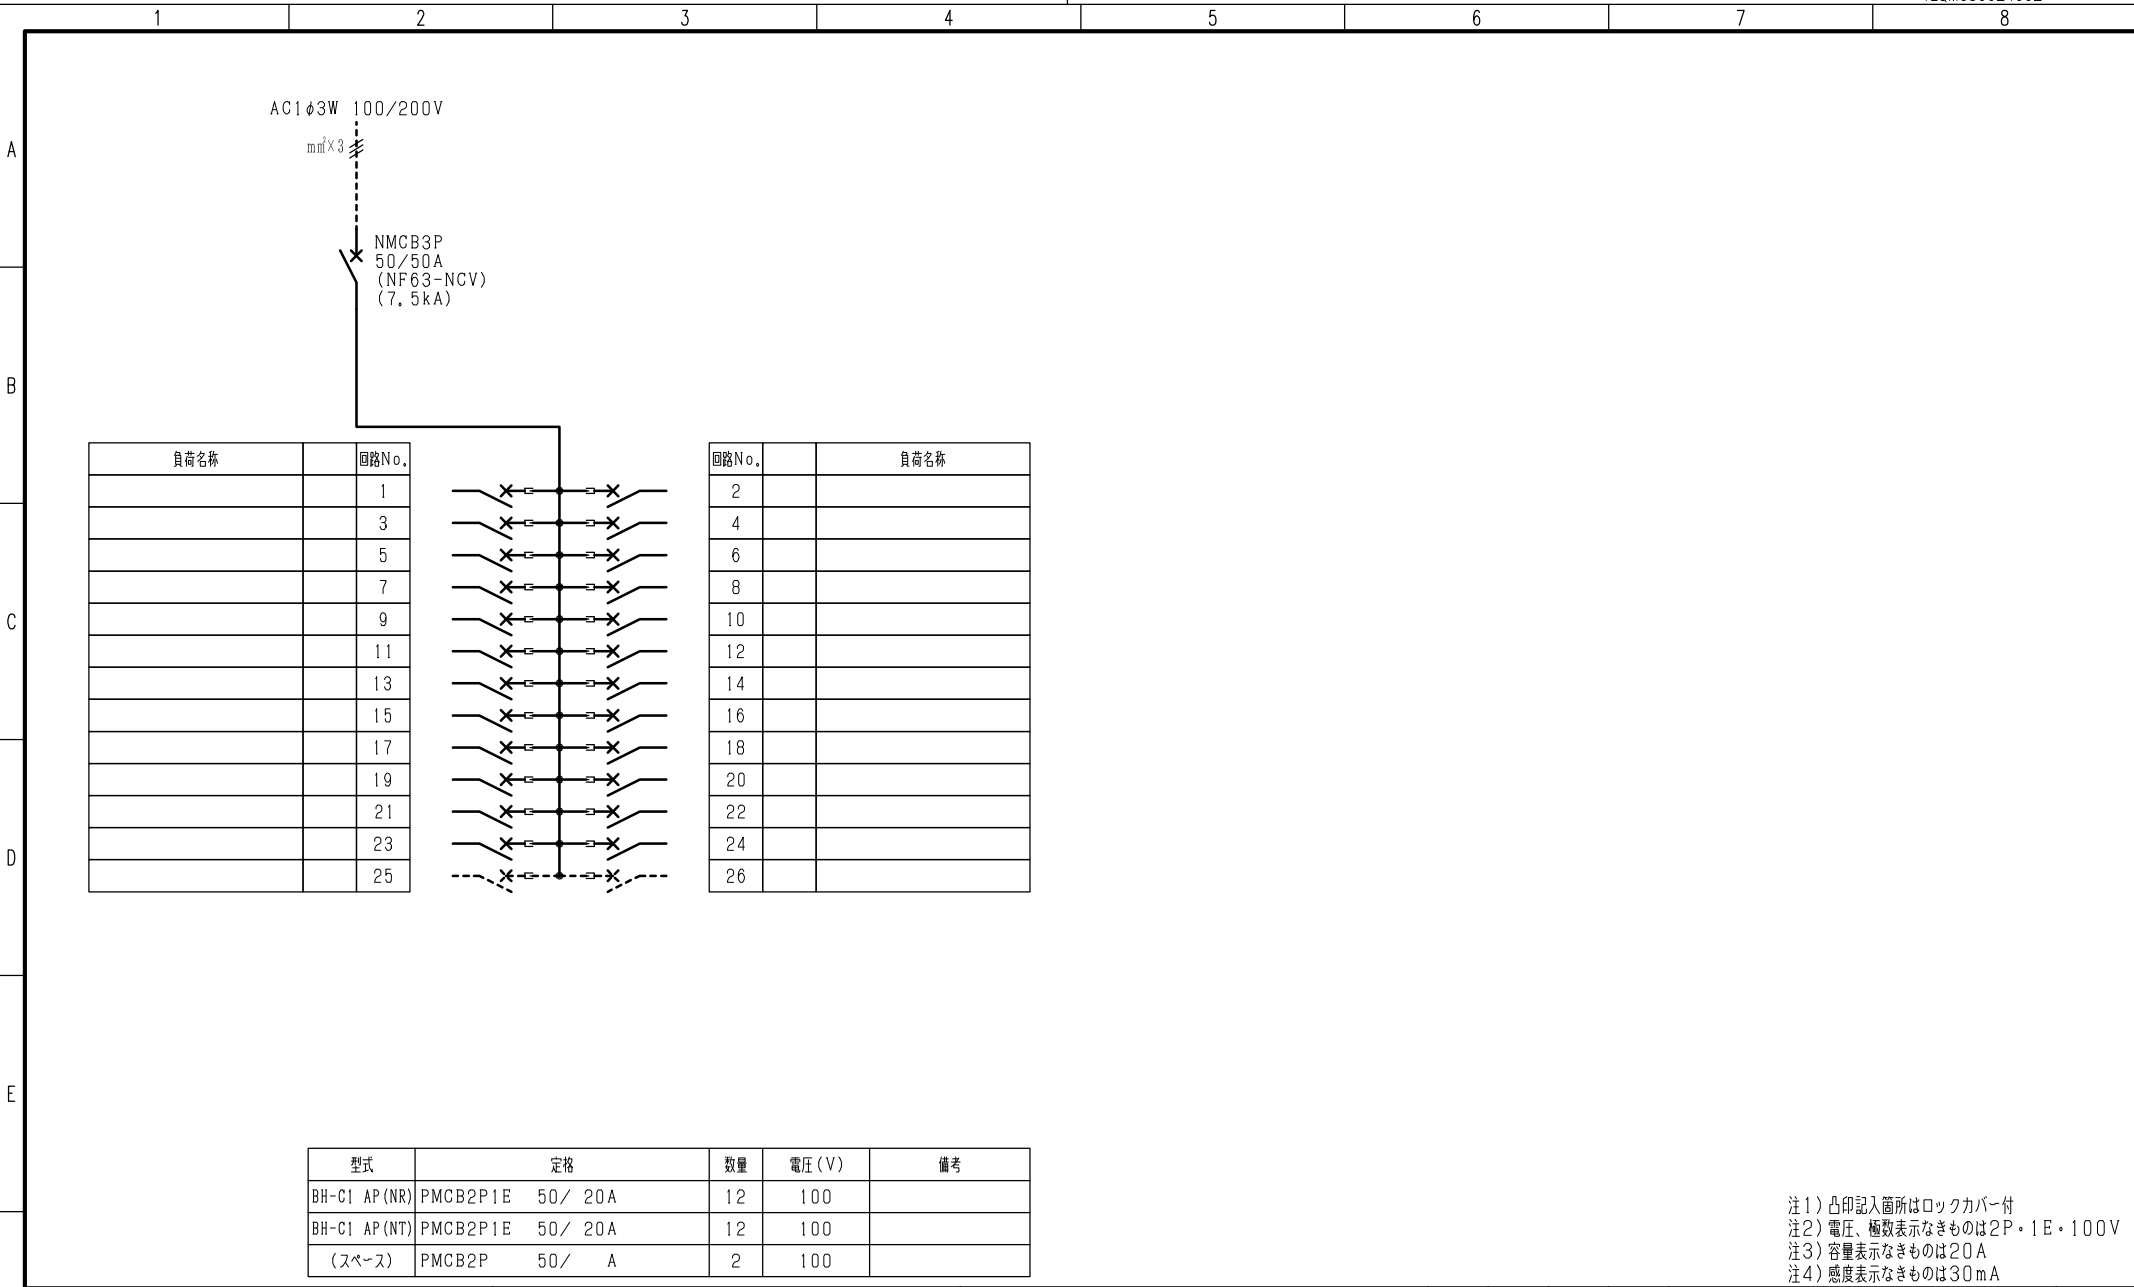 1 2 3 4 5 6 7 8
AC1φ3W 100/200V
A
mm²×3
NMCB3P
50/50A
(NF63-NCV)
(7.5kA)
B
負荷名称 回路No. 回路No. 負荷名称
1 2
3 4
5 6
7 8
C
9 10
11 12
13 14
15 16
17 18
19 20
21 22
23 24
D
25 26
E
型式 定格 数量 電圧(V) 備考
BH-C1 AP(NR) PMCB2P1E 50/ 20A 12 100
BH-C1 AP(NT) PMCB2P1E 50/ 20A 12 100
(スペース) PMCB2P 50/ A 2 100
注1)凸印記入箇所はロックカバー付
注2)電圧、極数表示なきものは2P・1E・100V
注3)容量表示なきものは20A
注4)感度表示なきものは30mA